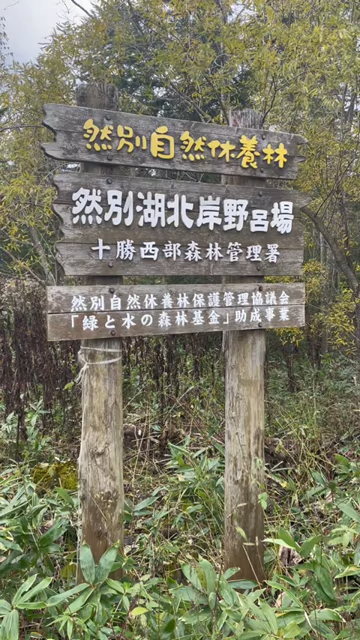 然別自然休養林
然別湖北岸野営場
十勝西部森林管理署
然別自然休養林保護管理協議会
「緑と水の森林基金」助成事業